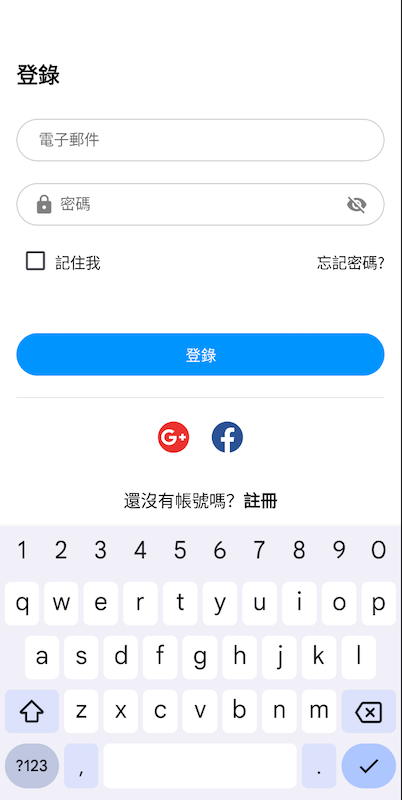 登錄
電子郵件
密碼
記住我 忘記密碼?
登錄
G+ f
還沒有帳號嗎? 註冊
1 2 3 4 5 6 7 8 9 0
q w e r t y u i o p
a s d f g h j k l
z x c v b n m
?123 , .